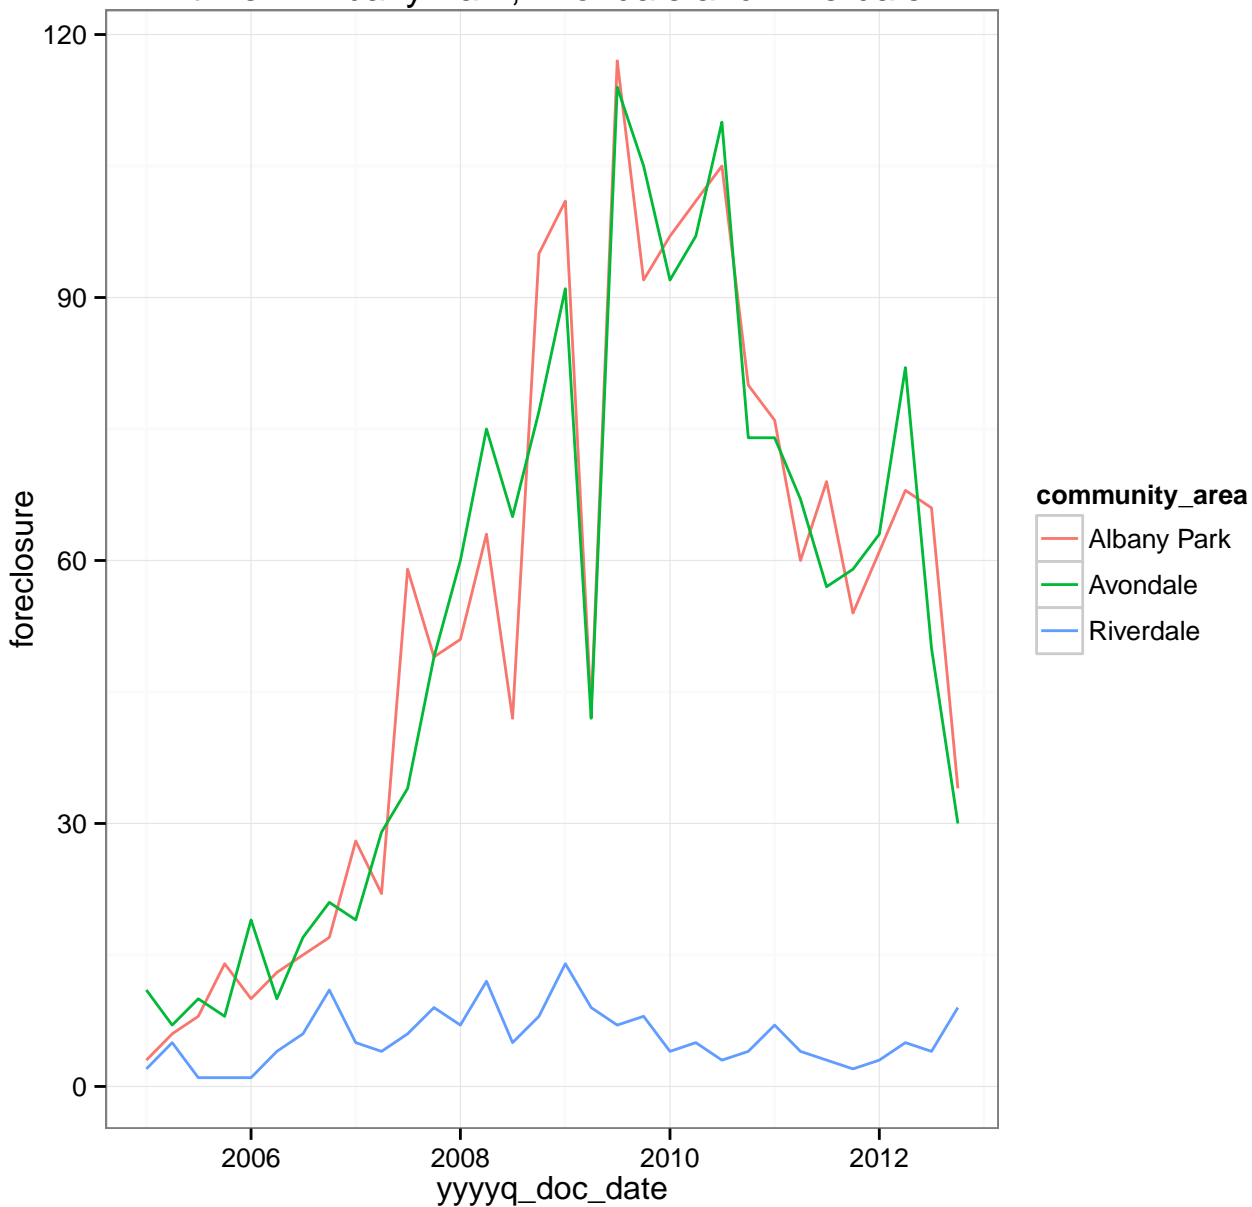 120
90
60
30
0
foreclosure
2006 2008 2010 2012
yyyyq_doc_date
community_area
Albany Park
Avondale
Riverdale